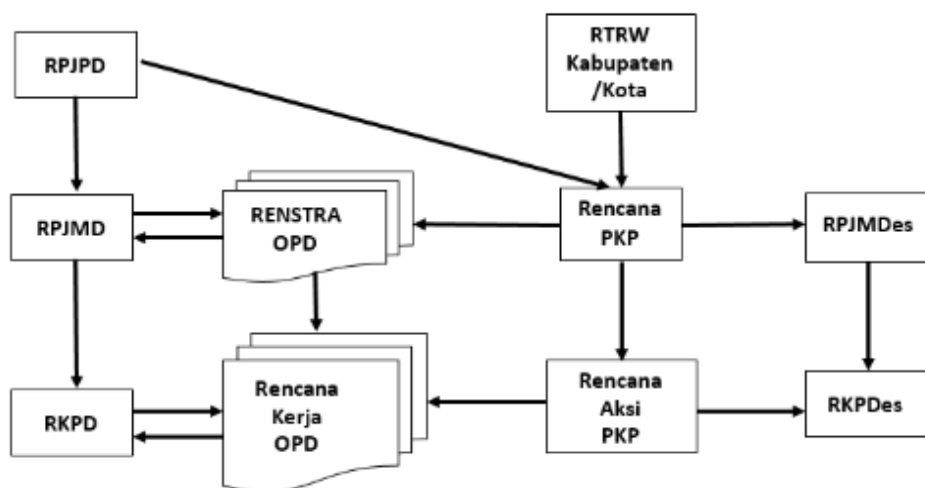 RPJPD
RTRW
Kabupaten
/Kota
RPJMD
RENSTRA
OPD
Rencana
PKP
RPJMDes
RKPD
Rencana
Kerja
OPD
Rencana
Aksi
PKP
RKPDes